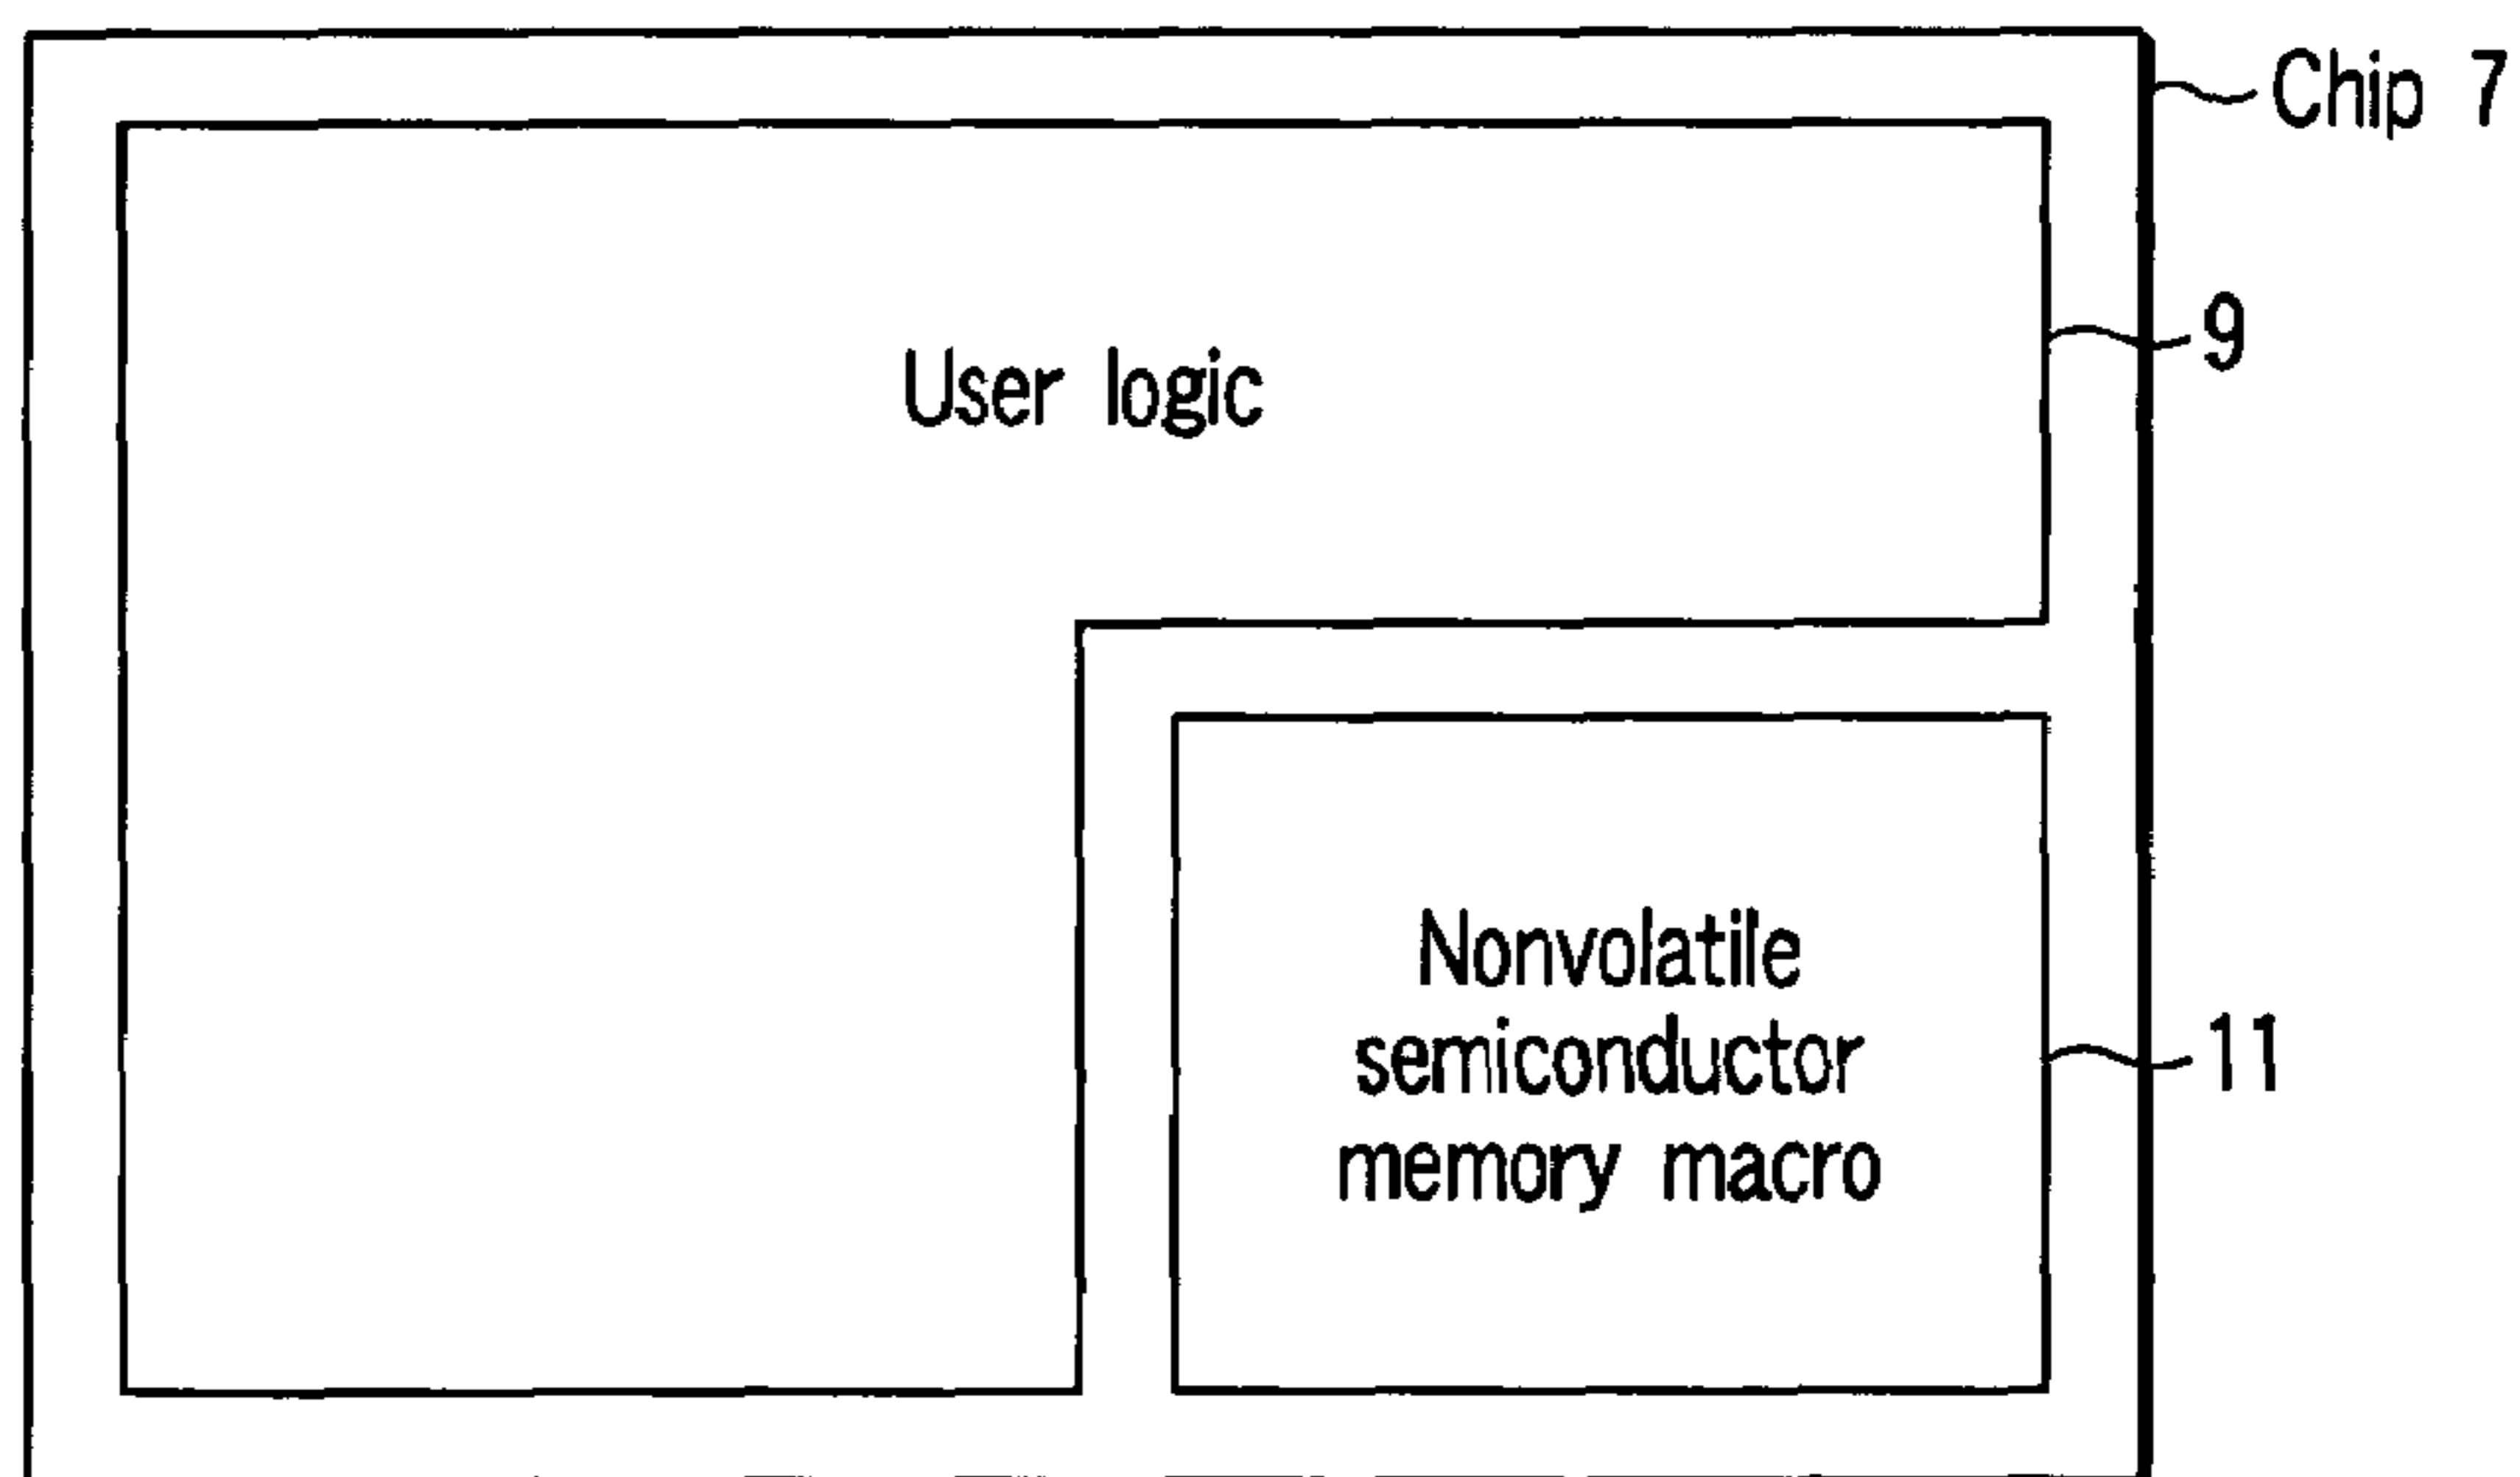 Chip 7
User logic
9
Nonvolatile
semiconductor
memory macro
11